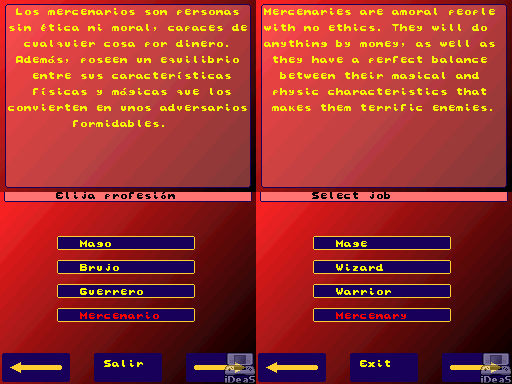 Los mercenarios son personas
sin ética ni moral, capaces de
cualquier cosa por dinero.
Además, poseen un equilibrio
entre sus características
físicas y mágicas que los
convierten en unos adversarios
formidables.
Elija profesión
Mago
Brujo
Guerrero
Mercenario
Salir
iDeaS
Mercenaries are amoral people
with no ethics. They will do
anything by money, as well as
they have a perfect balance
between their magical and
physic characteristics that
makes them terrific enemies.
Select job
Mage
Wizard
Warrior
Mercenary
Exit
iDeaS